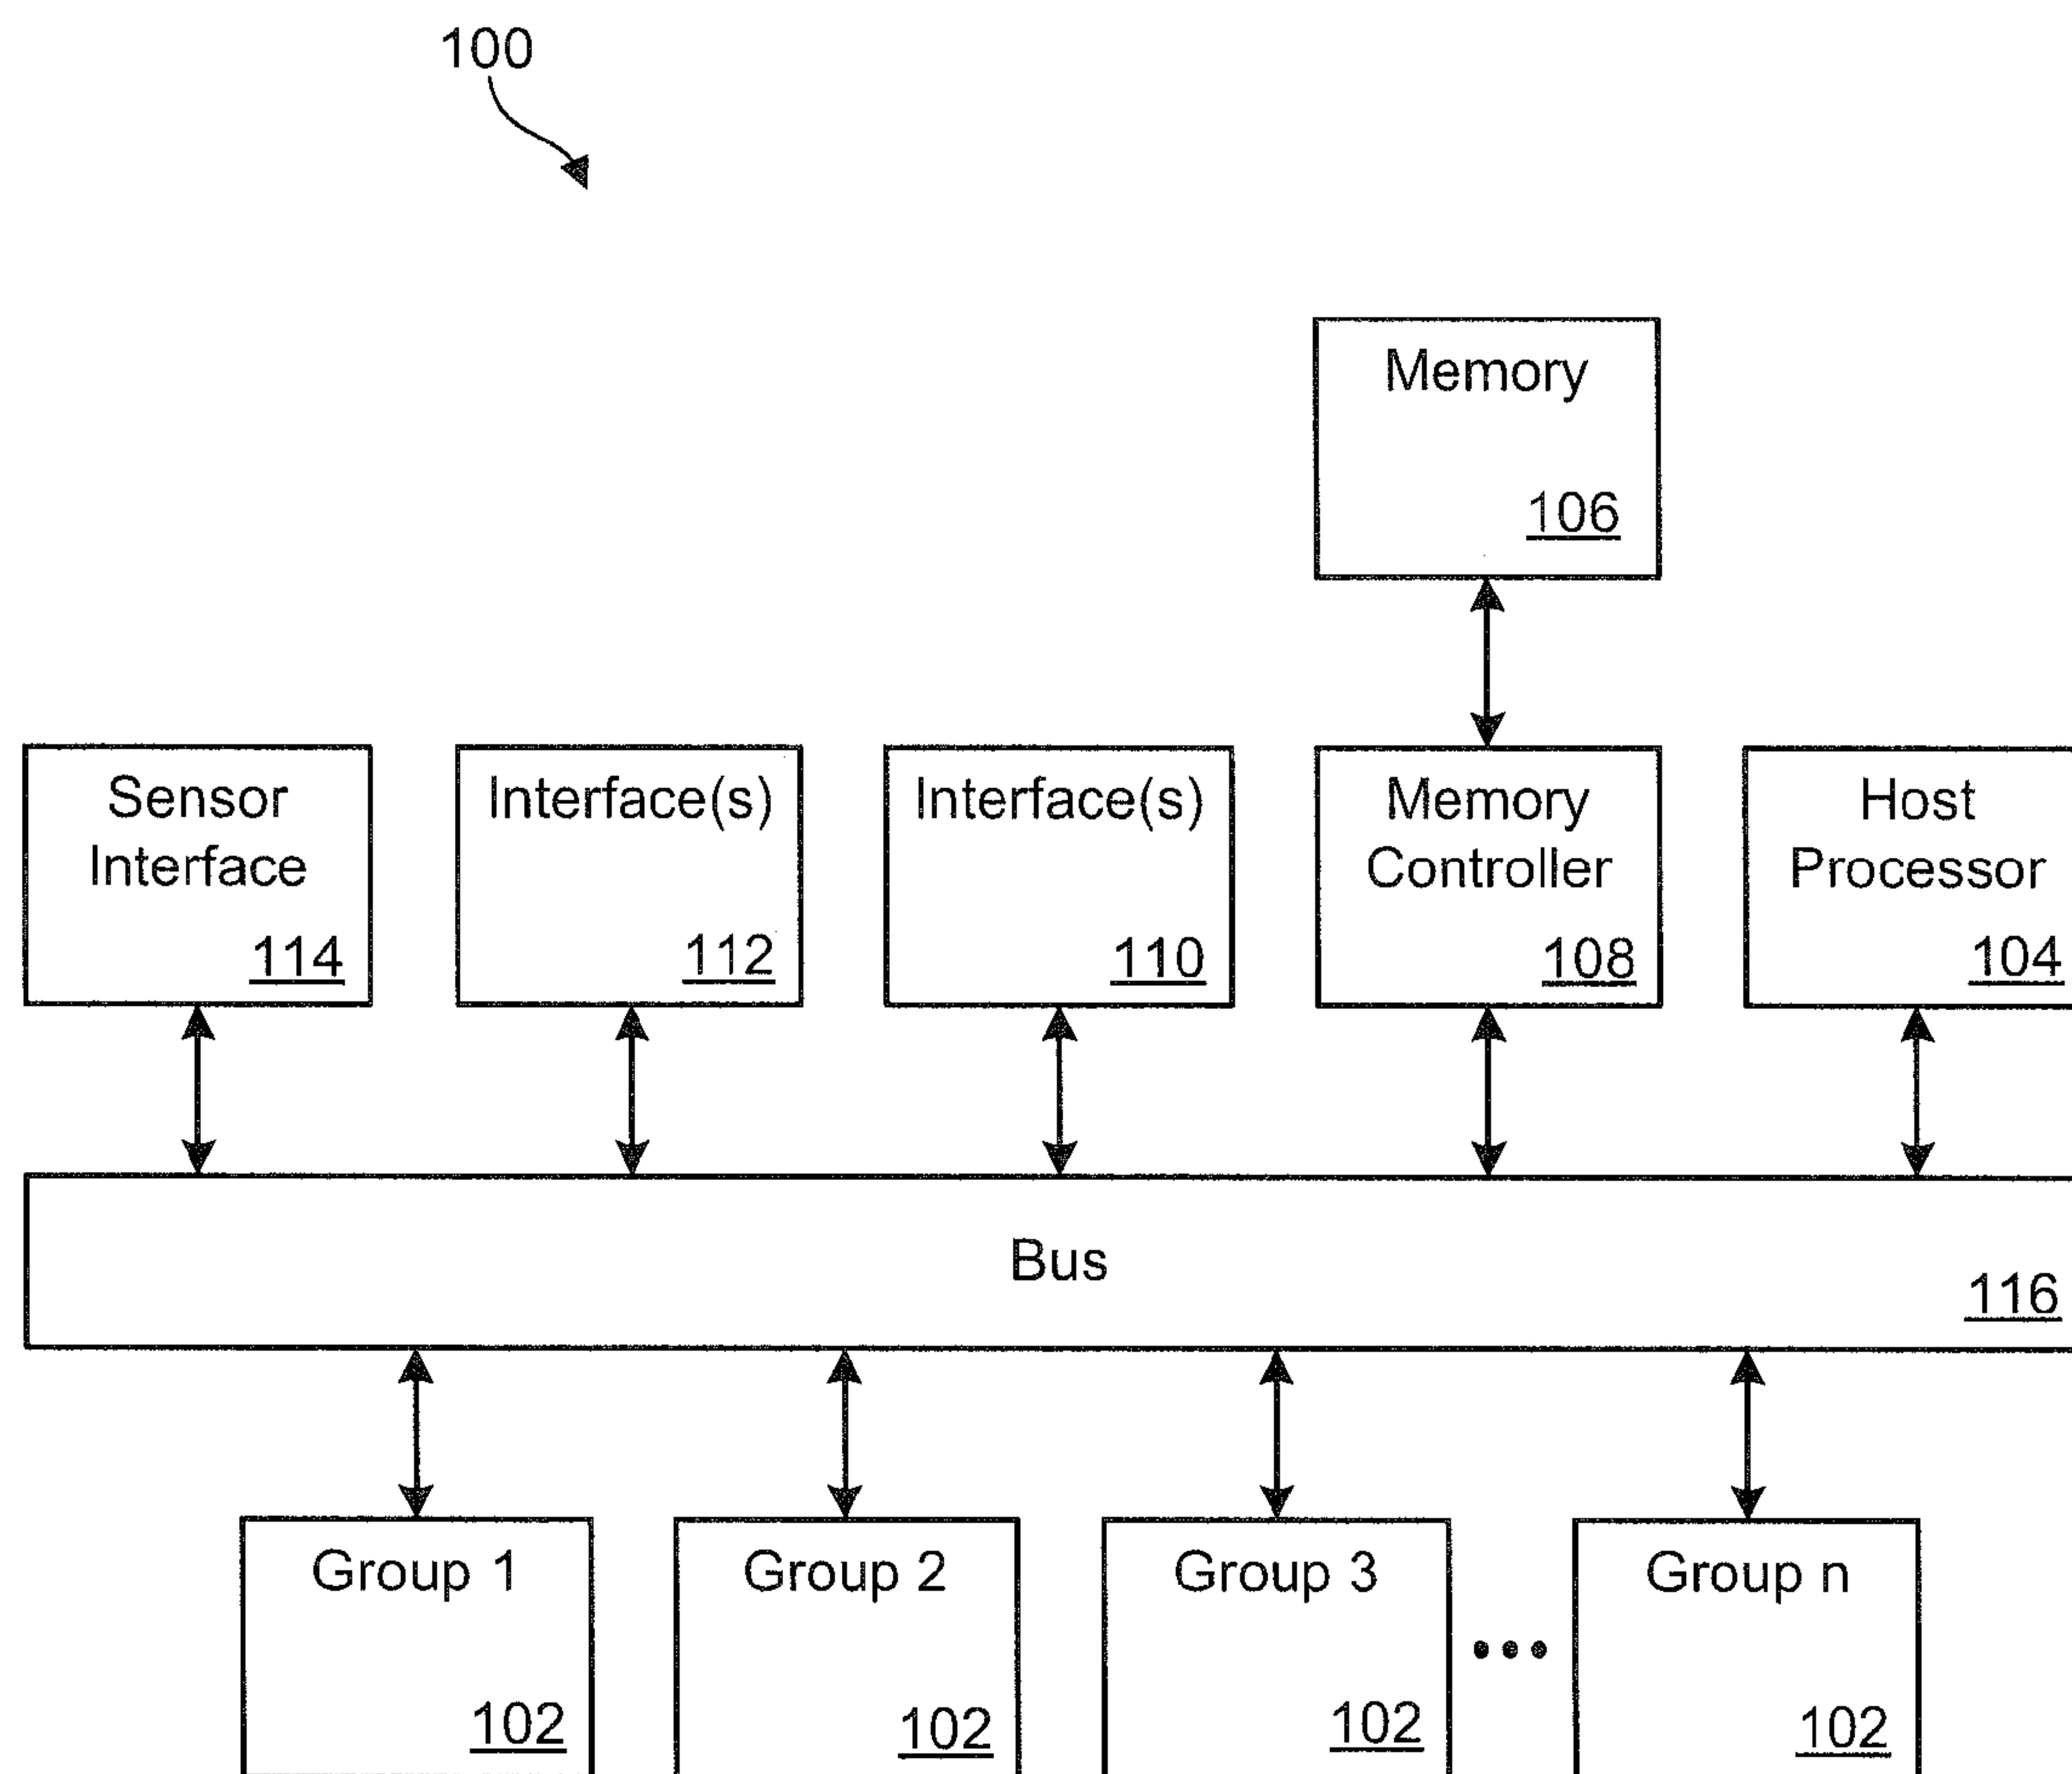 100
Memory
106
Sensor
Interface
114
Interface(s)
112
Interface(s)
110
Memory
Controller
108
Host
Processor
104
Bus
116
Group 1
102
Group 2
102
Group 3
102
•••
Group n
102